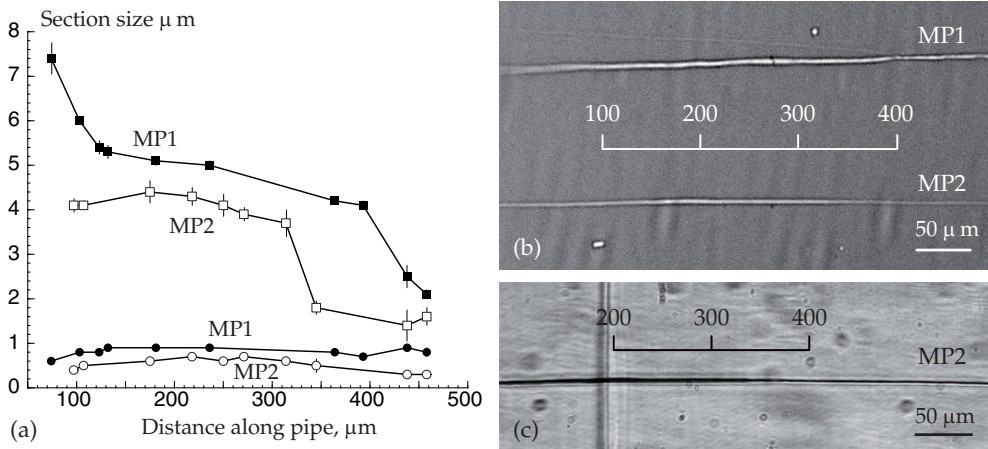 Section size μ m
8
7
6
5
4
3
2
1
0
MP1
MP2
MP1
MP2
100 200 300 400 500
Distance along pipe, μm
(a)
MP1
100 200 300 400
MP2
50 μ m
(b)
200 300 400
MP2
50 μm
(c)